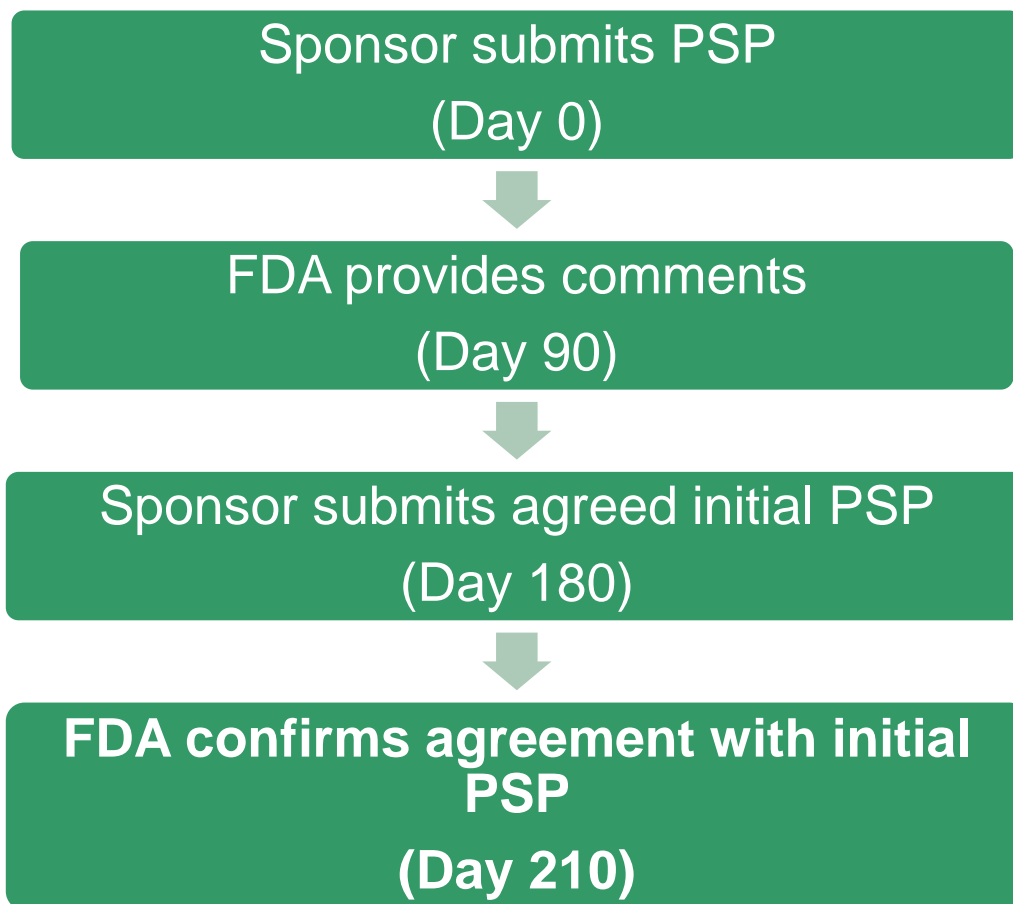 Sponsor submits PSP
(Day 0)
FDA provides comments
(Day 90)
Sponsor submits agreed initial PSP
(Day 180)
FDA confirms agreement with initial
PSP
(Day 210)